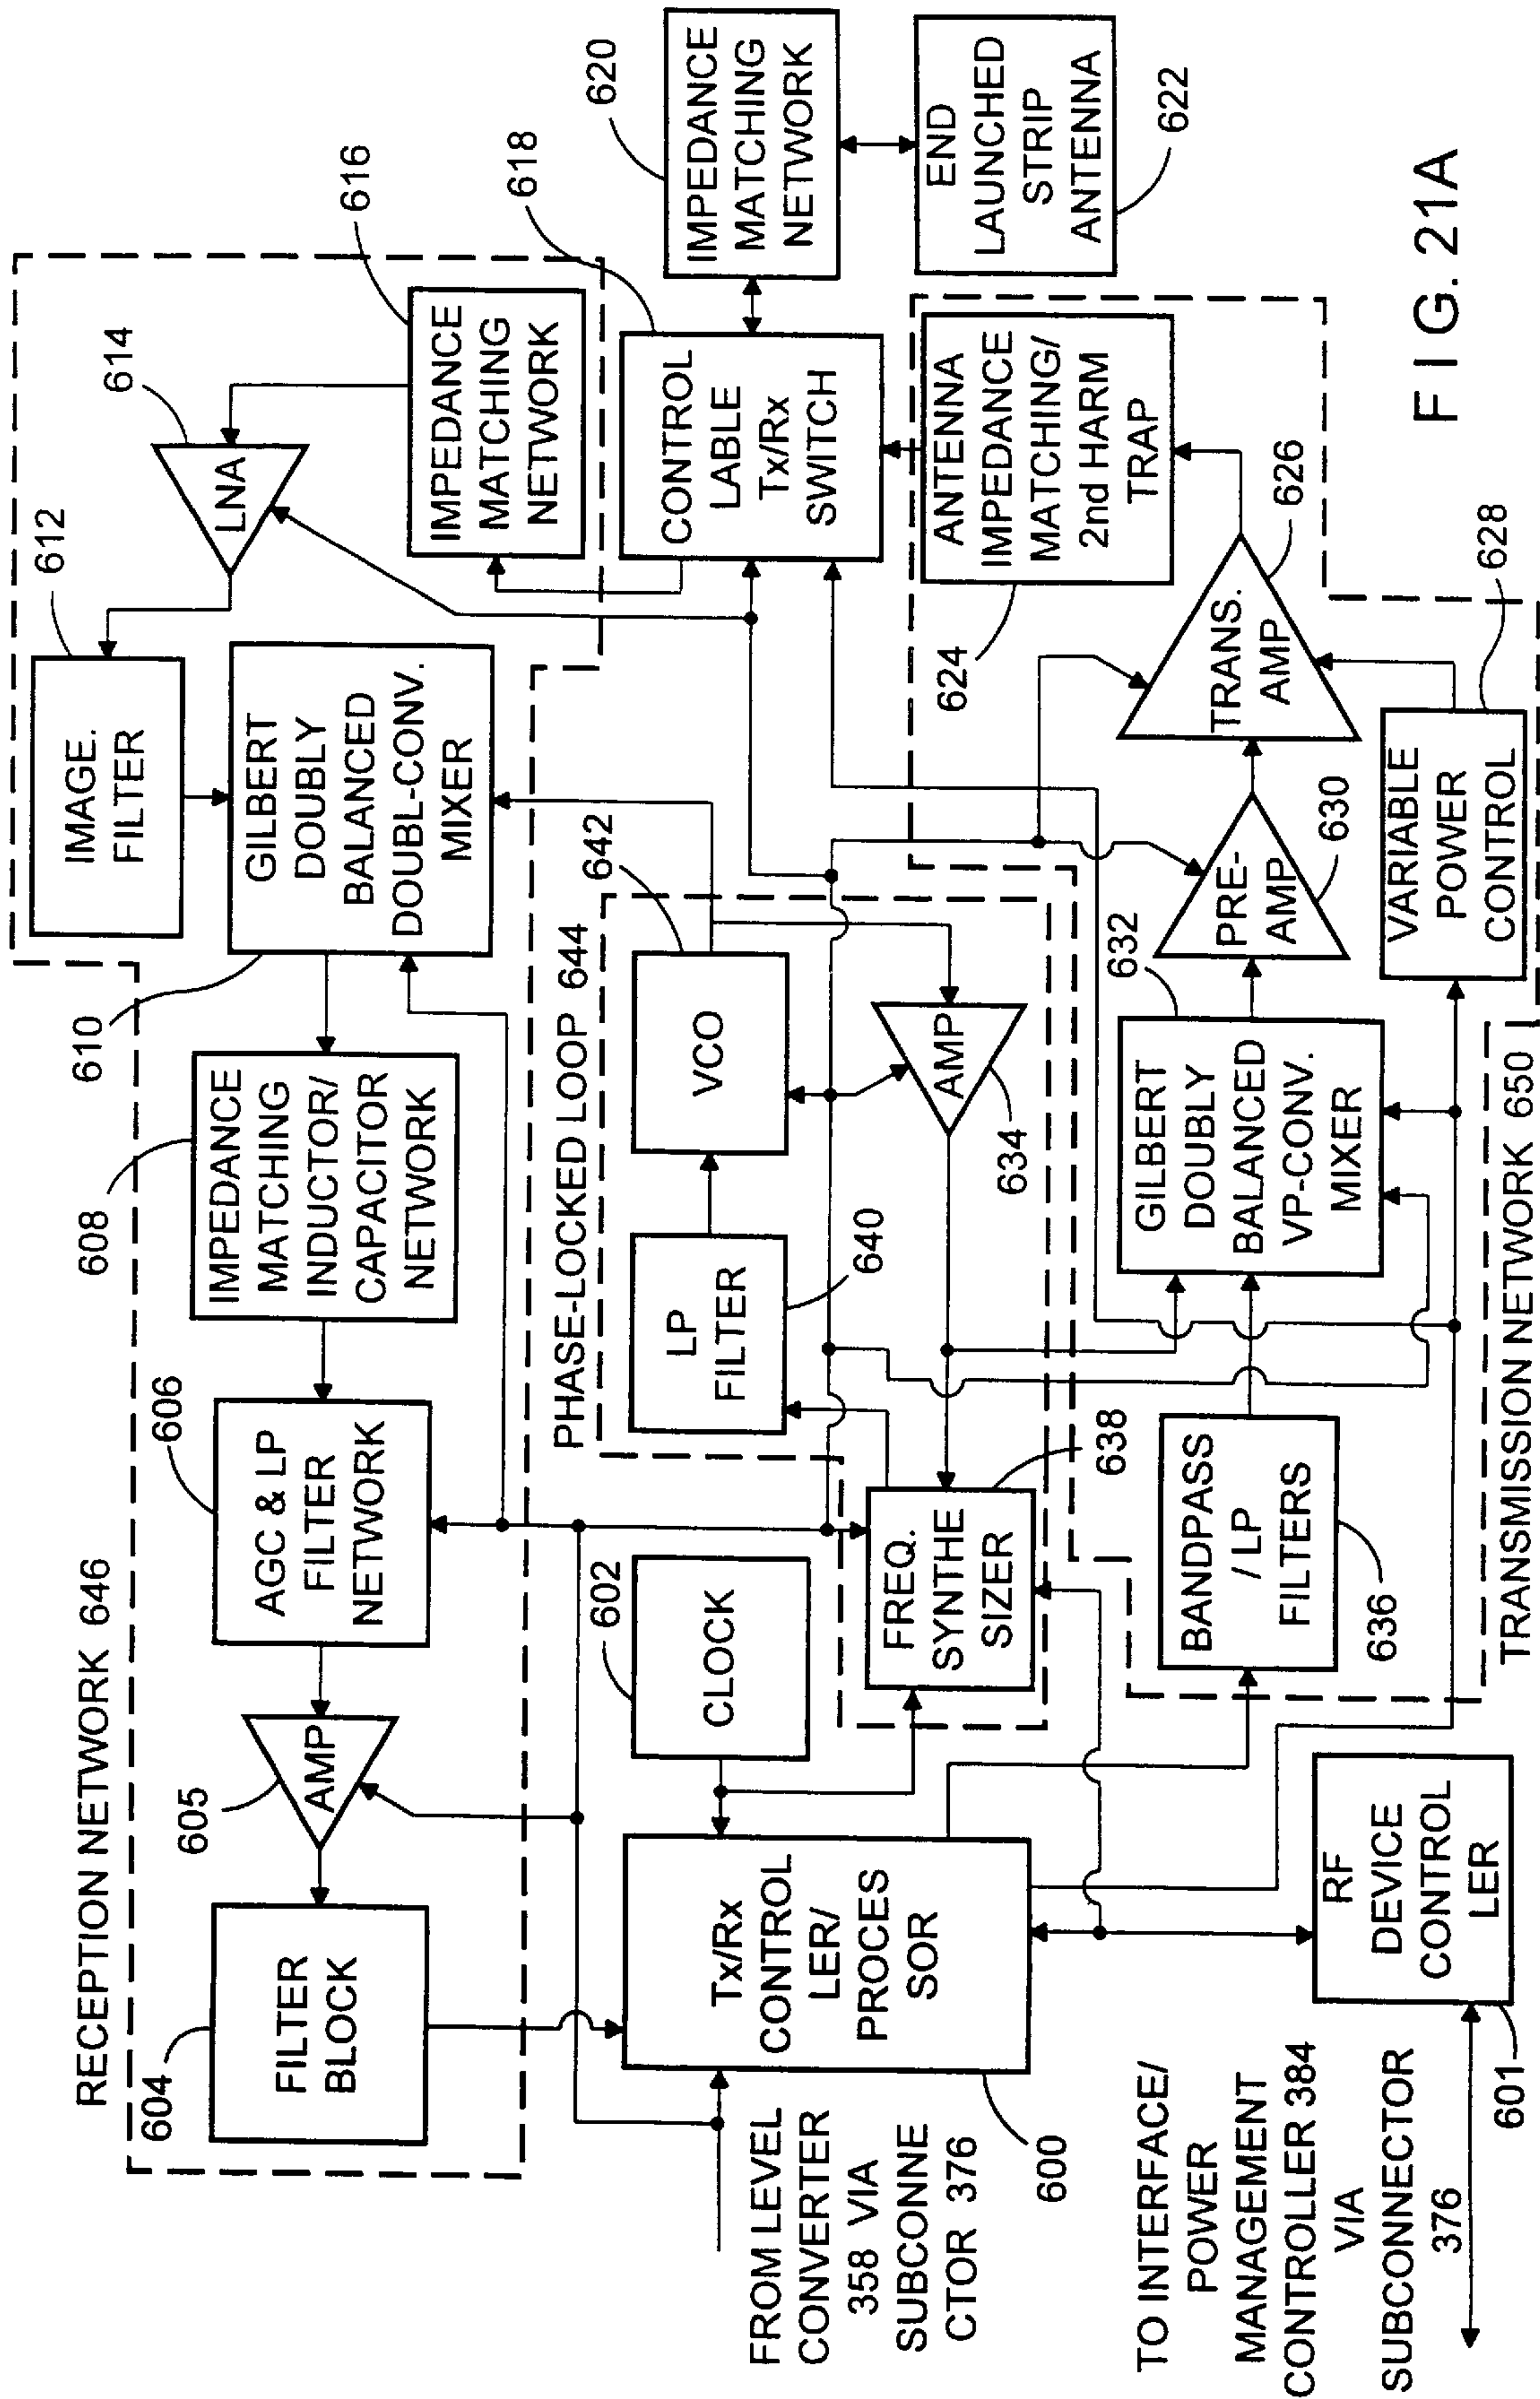 RECEPTION NETWORK 646
604
FILTER
BLOCK
605
AMP
606
AGC & LP
FILTER
NETWORK
608
IMPEDANCE
MATCHING
INDUCTOR/
CAPACITOR
NETWORK
610
GILBERT
DOUBLY
BALANCED
DOUBL-CONV.
MIXER
612
IMAGE.
FILTER
614
LNA
616
IMPEDANCE
MATCHING
NETWORK
618
CONTROL
LABLE
Tx/Rx
SWITCH
620
IMPEDANCE
MATCHING
NETWORK
END
LAUNCHED
STRIP
ANTENNA
622
PHASE-LOCKED LOOP 644
642
VCO
LP
FILTER
640
AMP
634
FREQ.
SYNTHE
SIZER
638
602
CLOCK
Tx/Rx
CONTROL
LER/
PROCES
SOR
600
FROM LEVEL
CONVERTER
358 VIA
SUBCONNE
CTOR 376
TO INTERFACE/
POWER
MANAGEMENT
CONTROLLER 384
VIA
SUBCONNECTOR
376
RF
DEVICE
CONTROL
LER
601
BANDPASS
/ LP
FILTERS
636
632
GILBERT
DOUBLY
BALANCED
VP-CONV.
MIXER
PRE-
AMP
630
TRANS.
AMP
626
VARIABLE
POWER
CONTROL
628
624
ANTENNA
IMPEDANCE
MATCHING/
2nd HARM
TRAP
TRANSMISSION NETWORK 650
FIG. 21A